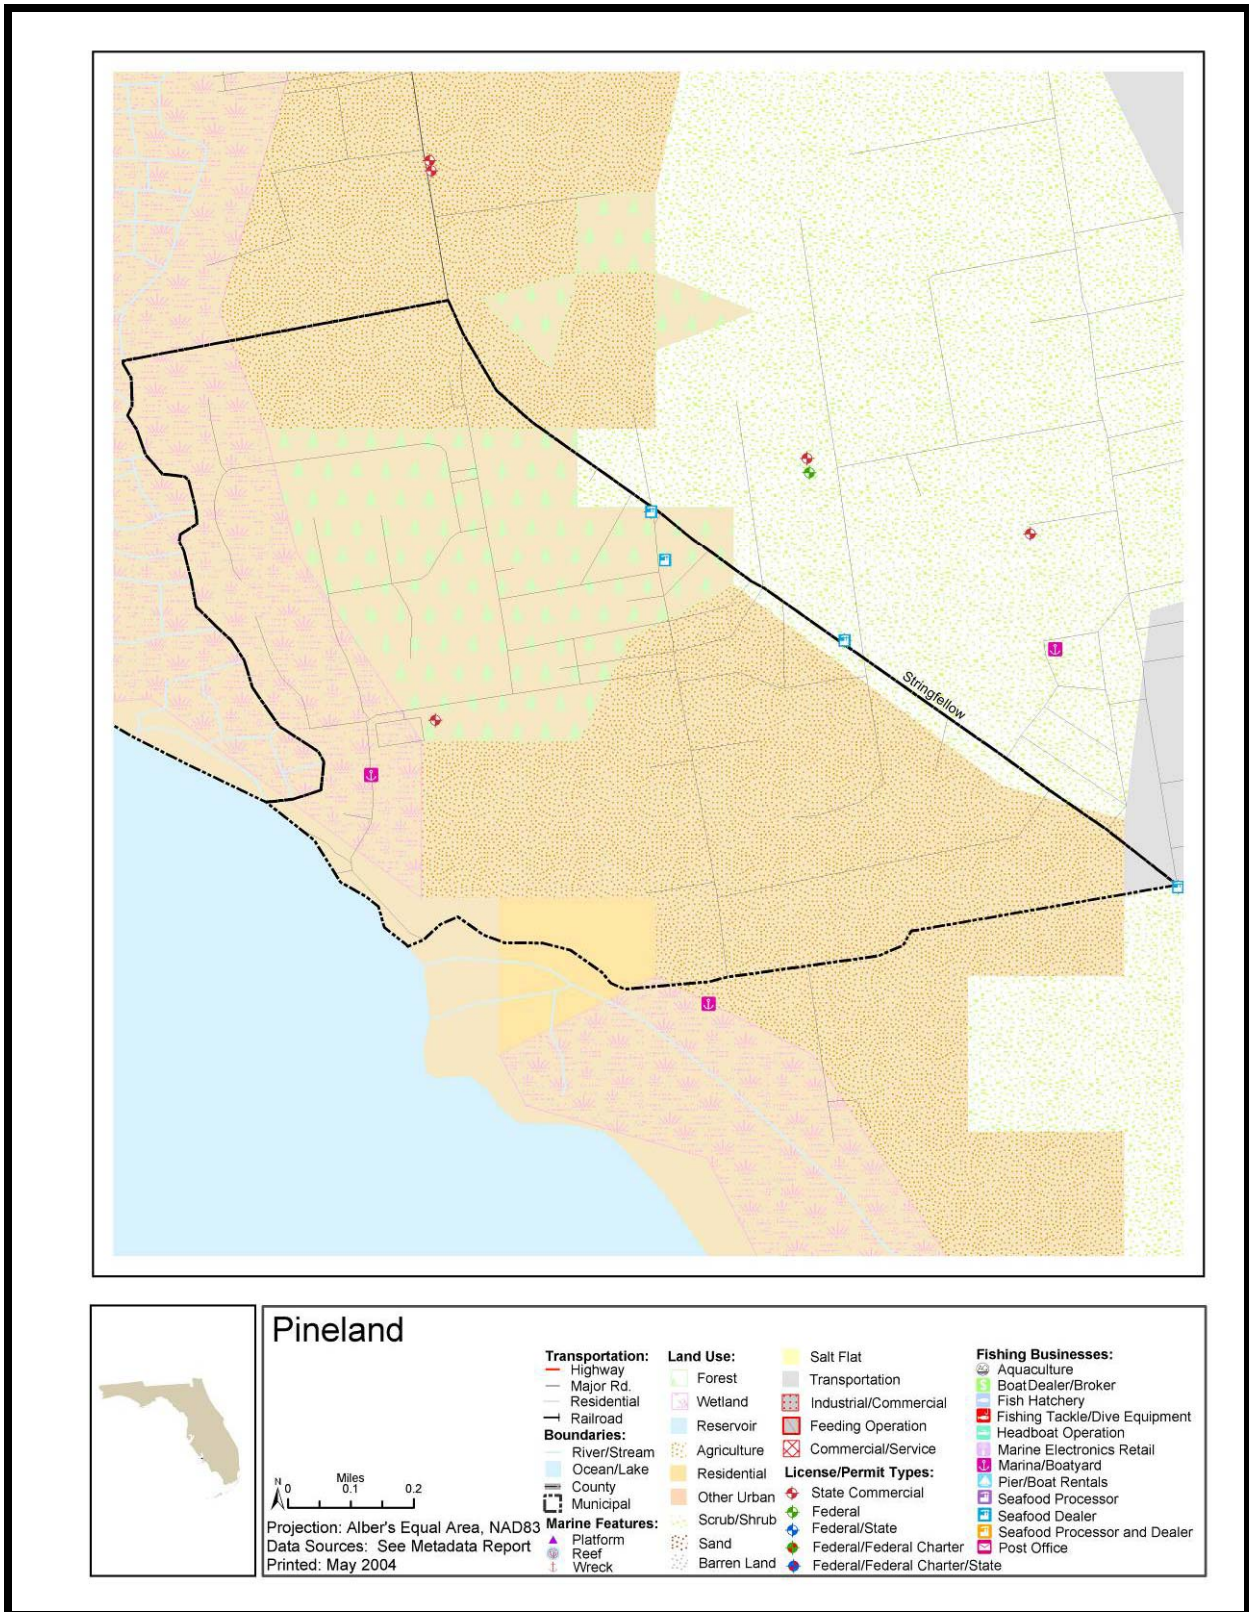 Stringfellow
Pineland
Transportation:
Highway
Major Rd.
Residential
Railroad
Boundaries:
River/Stream
Ocean/Lake
County
Municipal
Marine Features:
Platform
Reef
Wreck
Land Use:
Forest
Wetland
Reservoir
Agriculture
Residential
Other Urban
Scrub/Shrub
Sand
Barren Land
Salt Flat
Transportation
Industrial/Commercial
Feeding Operation
Commercial/Service
License/Permit Types:
State Commercial
Federal
Federal/State
Federal/Federal Charter
Federal/Federal Charter/State
Fishing Businesses:
Aquaculture
Boat Dealer/Broker
Fish Hatchery
Fishing Tackle/Dive Equipment
Headboat Operation
Marine Electronics Retail
Marina/Boatyard
Pier/Boat Rentals
Seafood Processor
Seafood Dealer
Seafood Processor and Dealer
Post Office
N
Miles
0 0.1 0.2
Projection: Alber's Equal Area, NAD83
Data Sources: See Metadata Report
Printed: May 2004